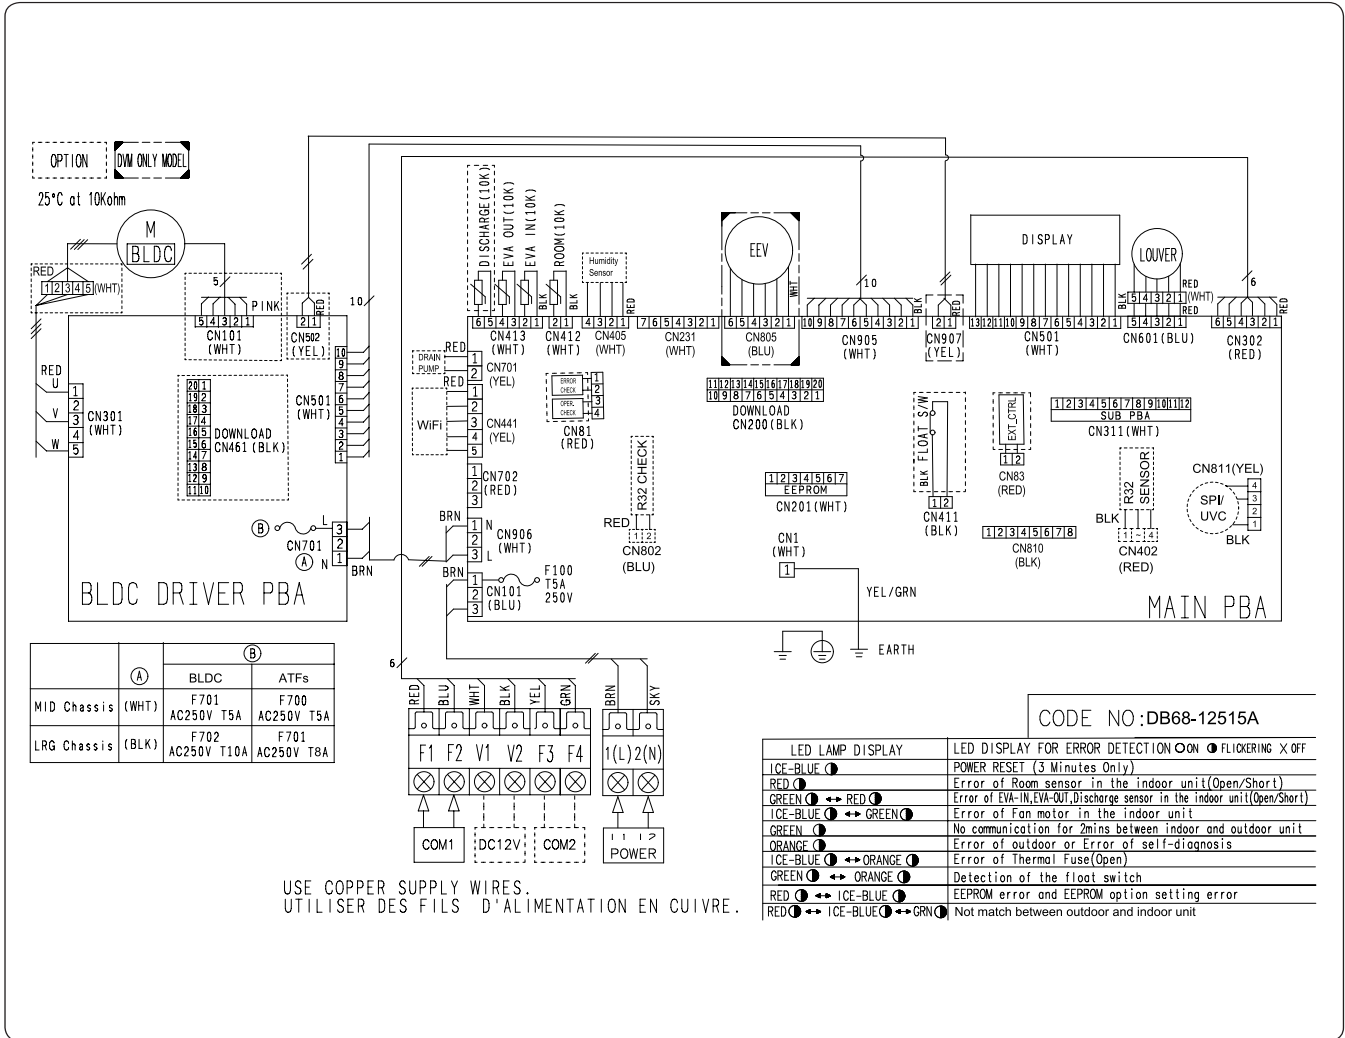 OPTION
DVM ONLY MODEL
25°C at 10Kohm
M
BLDC
RED
1 2 3 4 5 (WHT)
5
PINK
5 4 3 2 1
CN101
(WHT)
RED
2 1
CN502
(YEL)
10
RED
U
V
W
1
2
3
4
5
CN301
(WHT)
20 1
19 2
18 3
17 4
16 5
15 6
14 7
13 8
12 9
11 10
DOWNLOAD
CN461(BLK)
CN501
(WHT)
10
9
8
7
6
5
4
3
2
1
B
L
3
2
1
CN701
A
N
BRN
BLDC DRIVER PBA
DISCHARGE(10K)
EVA OUT(10K)
EVA IN(10K)
ROOM(10K)
BLK
BLK
Humidity
Sensor
RED
6 5 4 3 2 1
CN413
(WHT)
2 1
CN412
(WHT)
4 3 2 1
CN405
(WHT)
7 6 5 4 3 2 1
CN231
(WHT)
EEV
WHT
6 5 4 3 2 1
CN805
(BLU)
10
BLK
10 9 8 7 6 5 4 3 2 1
CN905
(WHT)
RED
2 1
CN907
(YEL)
DISPLAY
13 12 11 10 9 8 7 6 5 4 3 2 1
CN501
(WHT)
BLK
LOUVER
RED
5 4 3 2 1 (WHT)
BLK
RED
5 4 3 2 1
CN601(BLU)
6
RED
6 5 4 3 2 1
CN302
(RED)
DRAIN
PUMP
RED
1
2
CN701
(YEL)
WiFi
RED
1
2
3
4
5
CN441
(YEL)
ERROR
CHECK
OPER.
CHECK
1
2
3
4
CN81
(RED)
11 12 13 14 15 16 17 18 19 20
10 9 8 7 6 5 4 3 2 1
DOWNLOAD
CN200(BLK)
BLK FLOAT S/W
1 2
CN411
(BLK)
EXT_CTRL
1 2
CN83
(RED)
1 2 3 4 5 6 7 8 9 10 11 12
SUB PBA
CN311(WHT)
1
2
3
CN702
(RED)
R32 CHECK
RED
1 2
CN802
(BLU)
1 2 3 4 5 6 7
EEPROM
CN201(WHT)
R32
SENSOR
BLK
1 ~ 4
CN402
(RED)
CN811(YEL)
SPI/
UVC
4
3
2
1
BLK
BRN
N
1
2
3
L
CN906
(WHT)
BRN
1
2
3
CN101
(BLU)
F100
T5A
250V
CN1
(WHT)
1
YEL/GRN
EARTH
1 2 3 4 5 6 7 8
CN810
(BLK)
MAIN PBA
A
B
BLDC
ATFs
MID Chassis
(WHT)
F701
AC250V T5A
F700
AC250V T5A
LRG Chassis
(BLK)
F702
AC250V T10A
F701
AC250V T8A
6
RED
BLU
WHT
BLK
YEL
GRN
BRN
SKY
F1
F2
V1
V2
F3
F4
1(L)
2(N)
COM1
DC12V
COM2
POWER
USE COPPER SUPPLY WIRES.
UTILISER DES FILS D'ALIMENTATION EN CUIVRE.
CODE NO:DB68-12515A
LED LAMP DISPLAY
LED DISPLAY FOR ERROR DETECTION ○ON ◑FLICKERING ×OFF
ICE-BLUE ◑
POWER RESET (3 Minutes Only)
RED ◑
Error of Room sensor in the indoor unit(Open/Short)
GREEN ◑ ↔ RED ◑
Error of EVA-IN,EVA-OUT,Discharge sensor in the indoor unit(Open/Short)
ICE-BLUE ◑ ↔ GREEN ◑
Error of Fan motor in the indoor unit
GREEN ◑
No communication for 2mins between indoor and outdoor unit
ORANGE ◑
Error of outdoor or Error of self-diagnosis
ICE-BLUE ◑ ↔ ORANGE ◑
Error of Thermal Fuse(Open)
GREEN ◑ ↔ ORANGE ◑
Detection of the float switch
RED ◑ ↔ ICE-BLUE ◑
EEPROM error and EEPROM option setting error
RED ◑ ↔ ICE-BLUE ◑ ↔ GRN ◑
Not match between outdoor and indoor unit